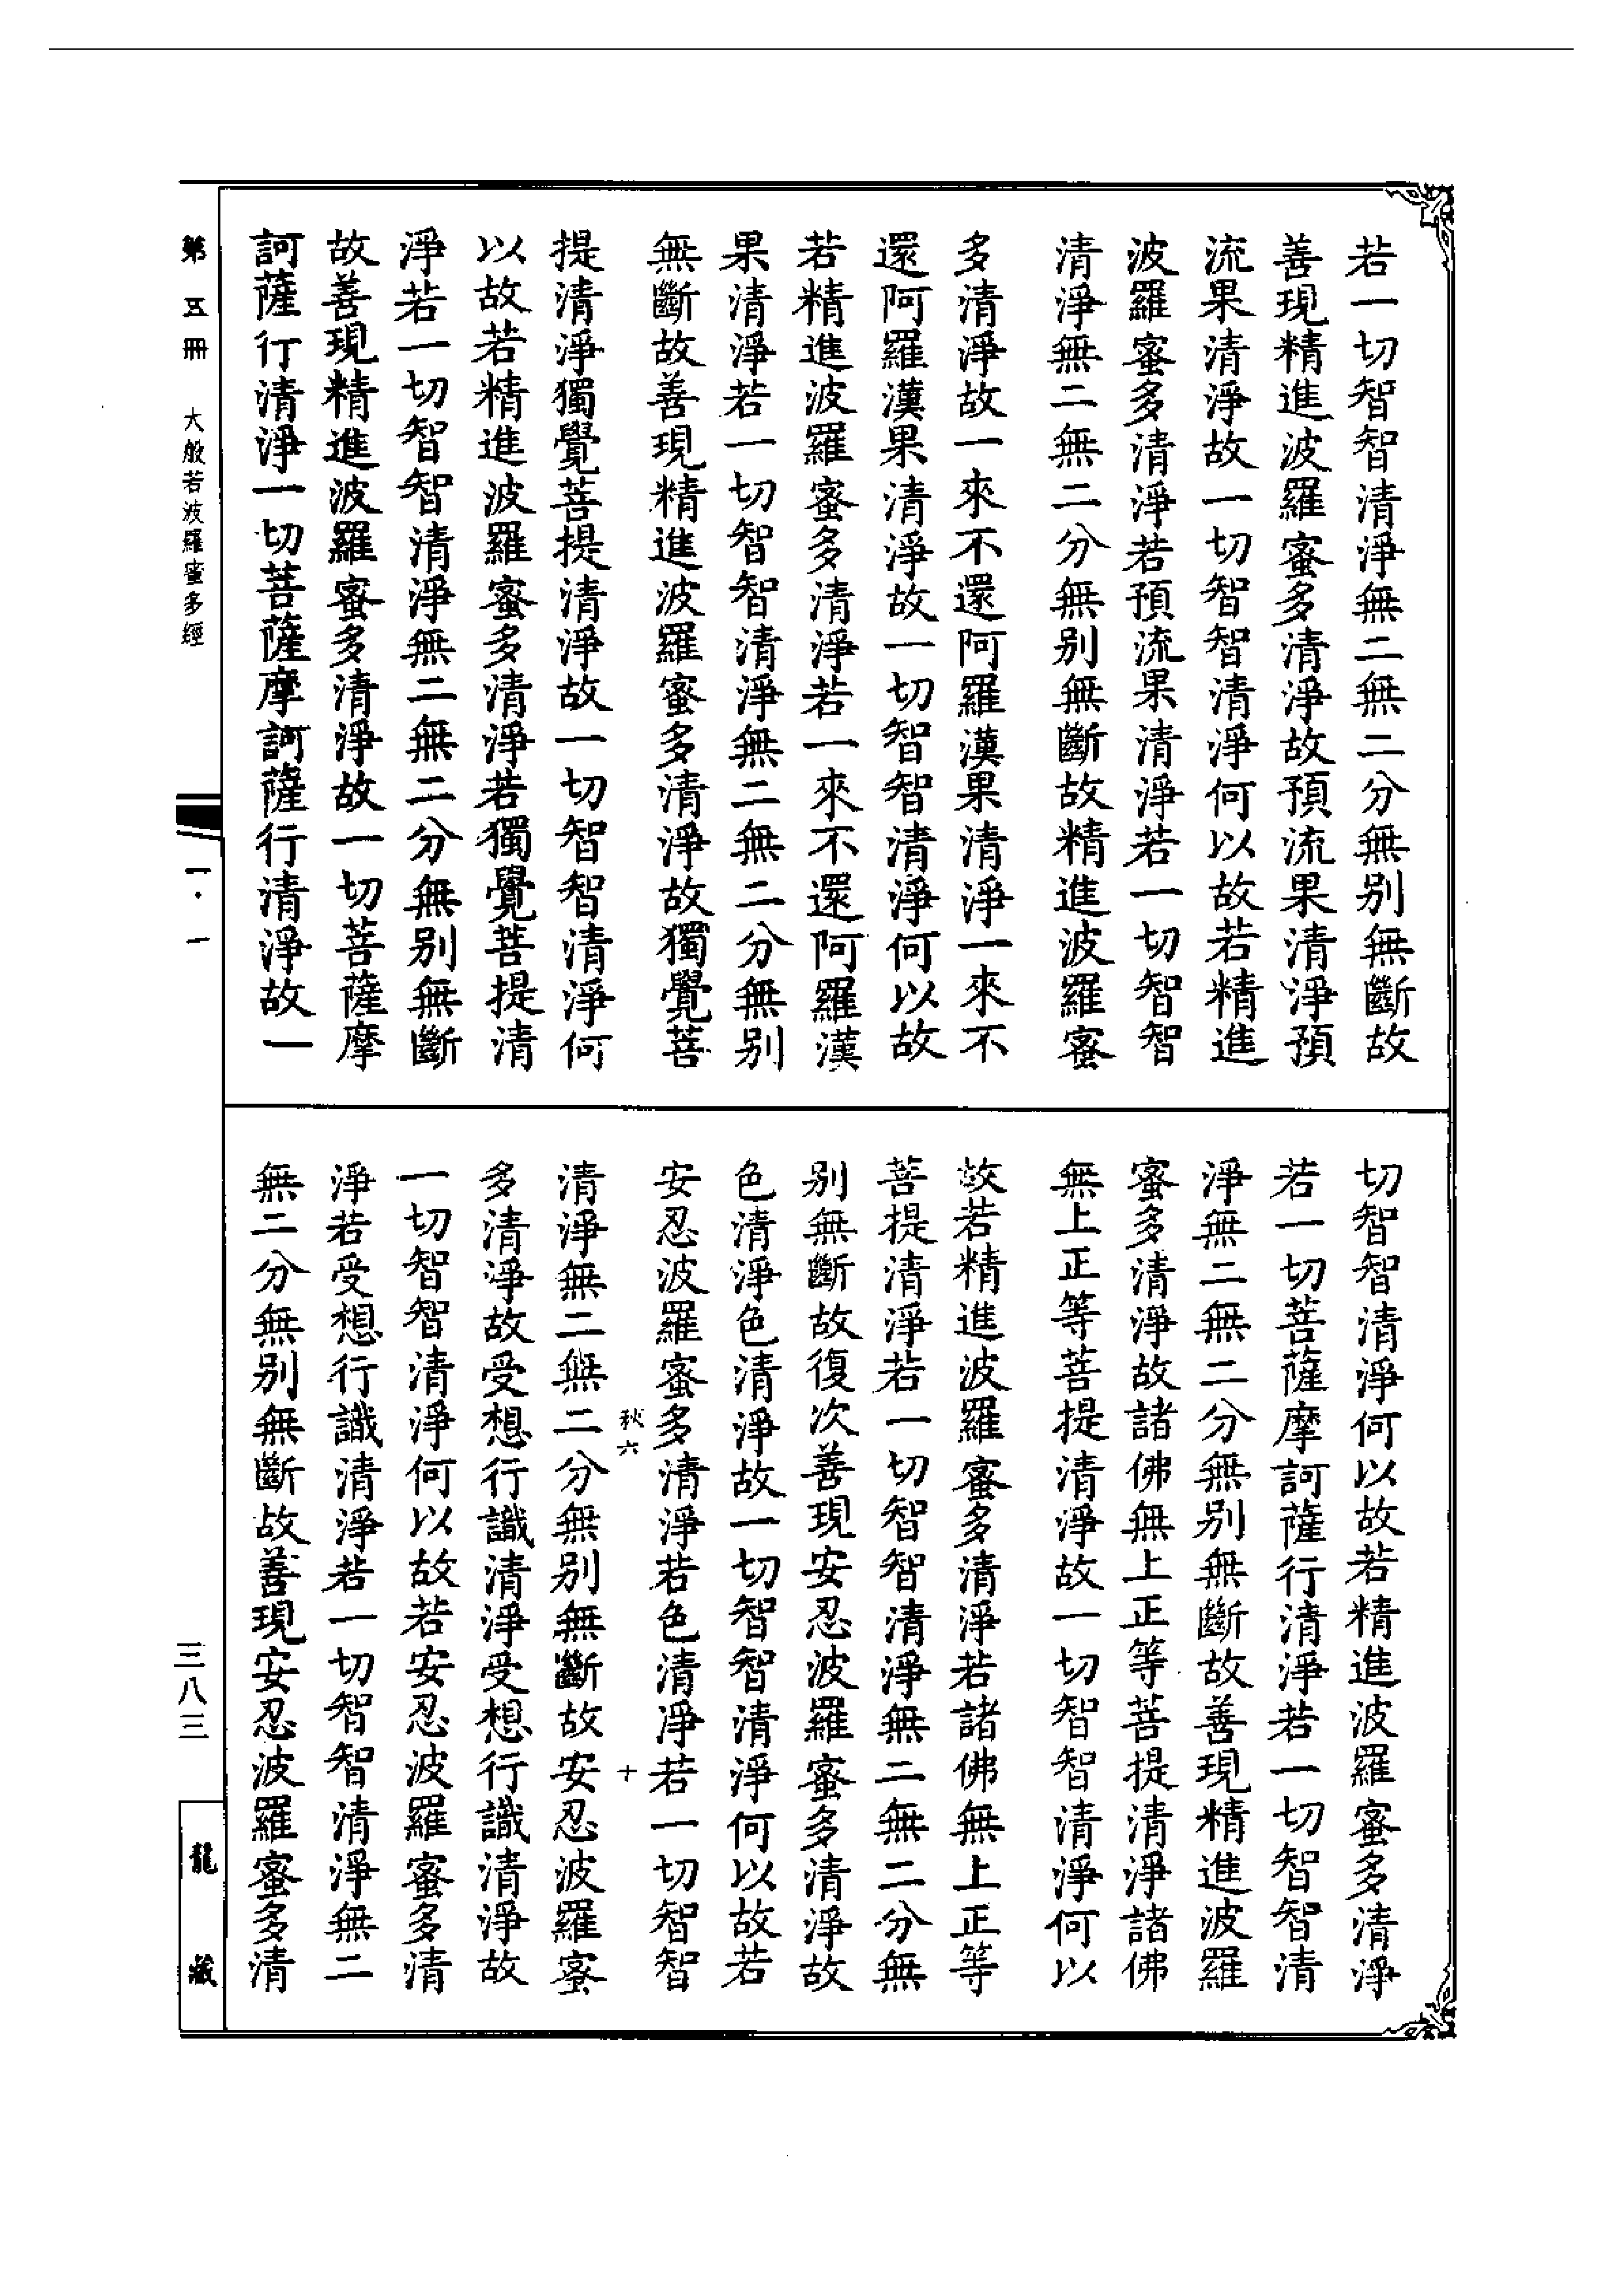 若一切智智清淨無二無二分無別無斷故
善現精進波羅蜜多清淨故預流果清淨預
流果清淨故一切智智清淨何以故若精進
波羅蜜多清淨若預流果清淨若一切智智
清淨無二無二分無別無斷故精進波羅蜜
多清淨故一來不還阿羅漢果清淨一來不
還阿羅漢果清淨故一切智智清淨何以故
若精進波羅蜜多清淨若一來不還阿羅漢
果清淨若一切智智清淨無二無二分無別
無斷故善現精進波羅蜜多清淨故獨覺菩
提清淨獨覺菩提清淨故一切智智清淨何
以故若精進波羅蜜多清淨若獨覺菩提清
淨若一切智智清淨無二無二分無別無斷
故善現精進波羅蜜多清淨故一切菩薩摩
訶薩行清淨一切菩薩摩訶薩行清淨故一
切智智清淨何以故若精進波羅蜜多清淨
若一切菩薩摩訶薩行清淨若一切智智清
淨無二無二分無別無斷故善現精進波羅
蜜多清淨故諸佛無上正等菩提清淨諸佛
無上正等菩提清淨故一切智智清淨何以
故若精進波羅蜜多清淨若諸佛無上正等
菩提清淨若一切智智清淨無二無二分無
別無斷故復次善現安忍波羅蜜多清淨故
色清淨色清淨故一切智智清淨何以故若
安忍波羅蜜多清淨若色清淨若一切智智
秋六 十
清淨無二無二分無別無斷故安忍波羅蜜
多清淨故受想行識清淨受想行識清淨故
一切智智清淨何以故若安忍波羅蜜多清
淨若受想行識清淨若一切智智清淨無二
無二分無別無斷故善現安忍波羅蜜多清
第五冊 大般若波羅蜜多經 一·一 三八三 龍藏